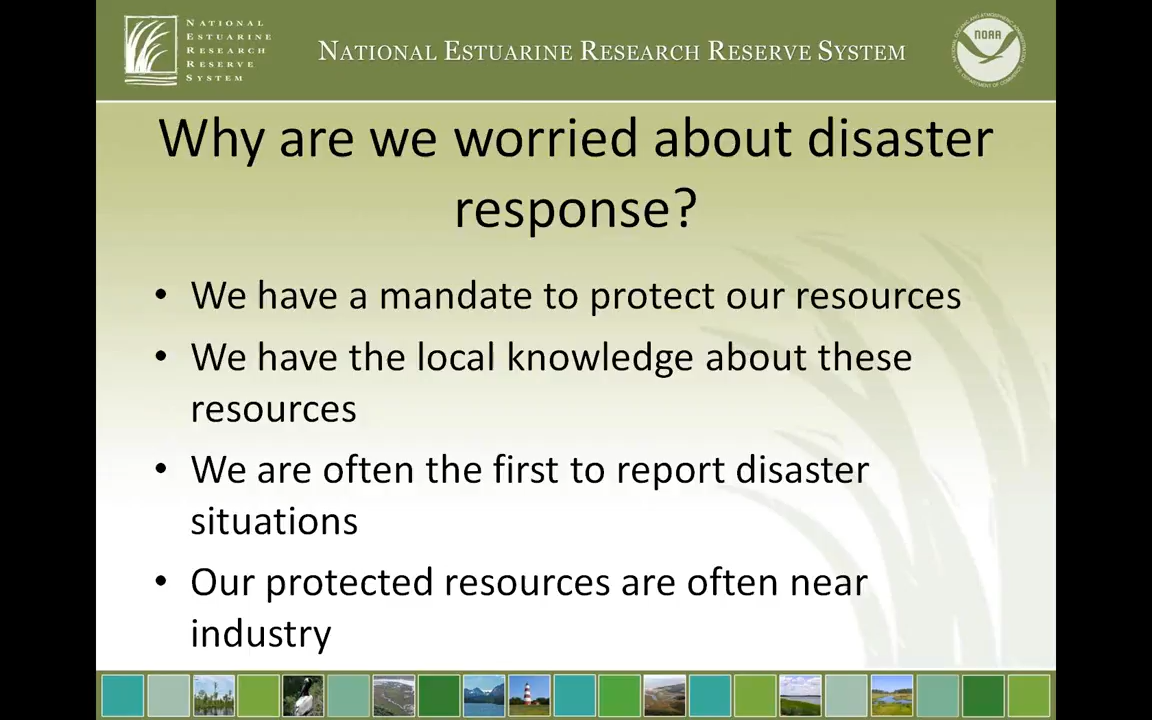 NATIONAL
ESTUARINE
RESEARCH
RESERVE
SYSTEM
NATIONAL ESTUARINE RESEARCH RESERVE SYSTEM
NOAA
Why are we worried about disaster
response?
• We have a mandate to protect our resources
• We have the local knowledge about these
resources
• We are often the first to report disaster
situations
• Our protected resources are often near
industry